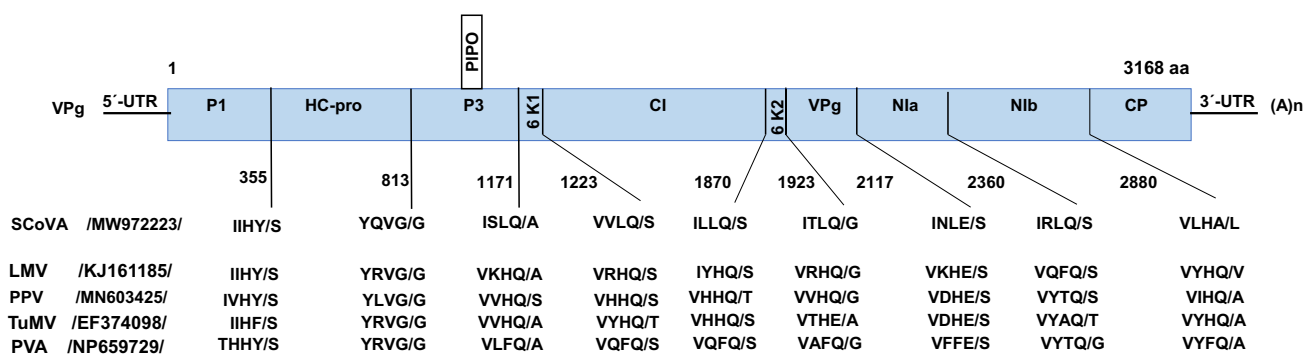 PIPO
1 3168 aa
VPg 5´-UTR P1 HC-pro P3 6 K1 CI 6 K2 VPg NIa NIb CP 3´-UTR (A)n
355 813 1171 1223 1870 1923 2117 2360 2880
SCoVA /MW972223/ IIHY/S YQVG/G ISLQ/A VVLQ/S ILLQ/S ITLQ/G INLE/S IRLQ/S VLHA/L
LMV /KJ161185/ IIHY/S YRVG/G VKHQ/A VRHQ/S IYHQ/S VRHQ/G VKHE/S VQFQ/S VYHQ/V
PPV /MN603425/ IVHY/S YLVG/G VVHQ/S VHHQ/S VHHQ/T VVHQ/G VDHE/S VYTQ/S VIHQ/A
TuMV /EF374098/ IIHF/S YRVG/G VVHQ/A VYHQ/T VHHQ/S VTHE/A VDHE/S VYAQ/T VYHQ/A
PVA /NP659729/ THHY/S YRVG/G VLFQ/A VQFQ/S VQFQ/S VAFQ/G VFFE/S VYTQ/G VYFQ/A